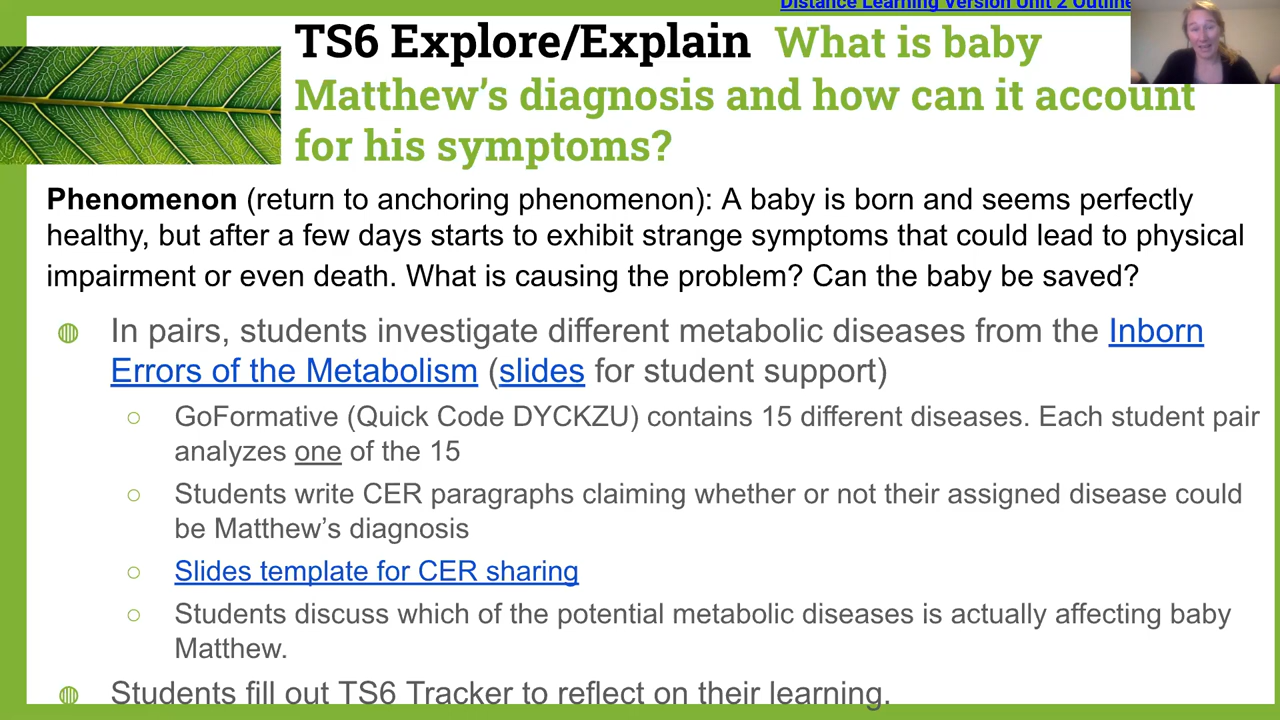 Distance Learning Version Unit 2 Outline
TS6 Explore/Explain What is baby
Matthew's diagnosis and how can it account
for his symptoms?
Phenomenon (return to anchoring phenomenon): A baby is born and seems perfectly
healthy, but after a few days starts to exhibit strange symptoms that could lead to physical
impairment or even death. What is causing the problem? Can the baby be saved?
In pairs, students investigate different metabolic diseases from the Inborn
Errors of the Metabolism (slides for student support)
○ GoFormative (Quick Code DYCKZU) contains 15 different diseases. Each student pair
analyzes one of the 15
○ Students write CER paragraphs claiming whether or not their assigned disease could
be Matthew's diagnosis
○ Slides template for CER sharing
○ Students discuss which of the potential metabolic diseases is actually affecting baby
Matthew.
Students fill out TS6 Tracker to reflect on their learning.